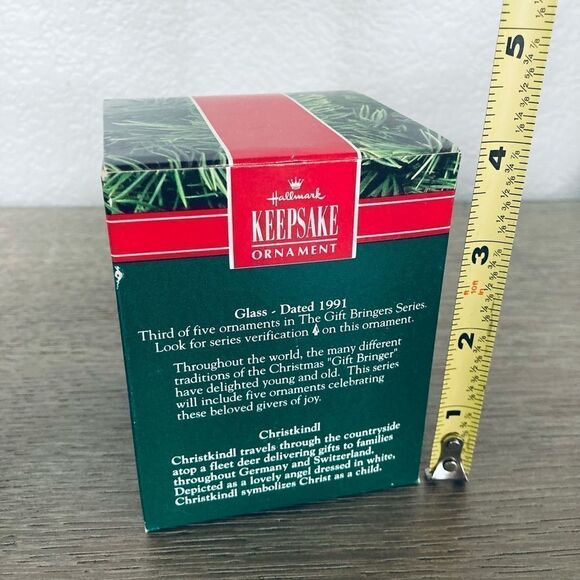 Hallmark
KEEPSAKE
ORNAMENT
Glass - Dated 1991
Third of five ornaments in The Gift Bringers Series.
Look for series verification on this ornament.
Throughout the world, the many different
traditions of the Christmas "Gift Bringer"
have delighted young and old. This series
will include five ornaments celebrating
these beloved givers of joy.
Christkindl
Christkindl travels through the countryside
atop a fleet deer delivering gifts to families
throughout Germany and Switzerland.
Depicted as a lovely angel dressed in white,
Christkindl symbolizes Christ as a child.
5
4
3
2
1